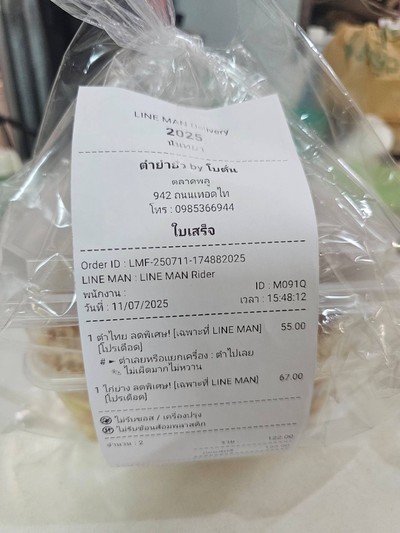 LINE MAN Delivery
2025
ตำยำยิ้ว by โบตั๋น
ตลาดพลู
942 ถนนเทอดไท
โทร : 0985366944
ใบเสร็จ
Order ID : LMF-250711-174882025
LINE MAN : LINE MAN Rider
พนักงาน : ID : M091Q
วันที่ : 11/07/2025 เวลา : 15:48:12
1 ตำไทย ลดพิเศษ! [เฉพาะที่ LINE MAN] 55.00
[โปรเดือด]
# ► ตำเลยหรือแยกเครื่อง : ตำไปเลย
ไม่เผ็ดมากไม่หวาน
1 ไก่ย่าง ลดพิเศษ! [เฉพาะที่ LINE MAN] 67.00
[โปรเดือด]
ไม่รับซอส / เครื่องปรุง
ไม่รับช้อนส้อมพลาสติก
จำนวน : 2 รวม 122.00